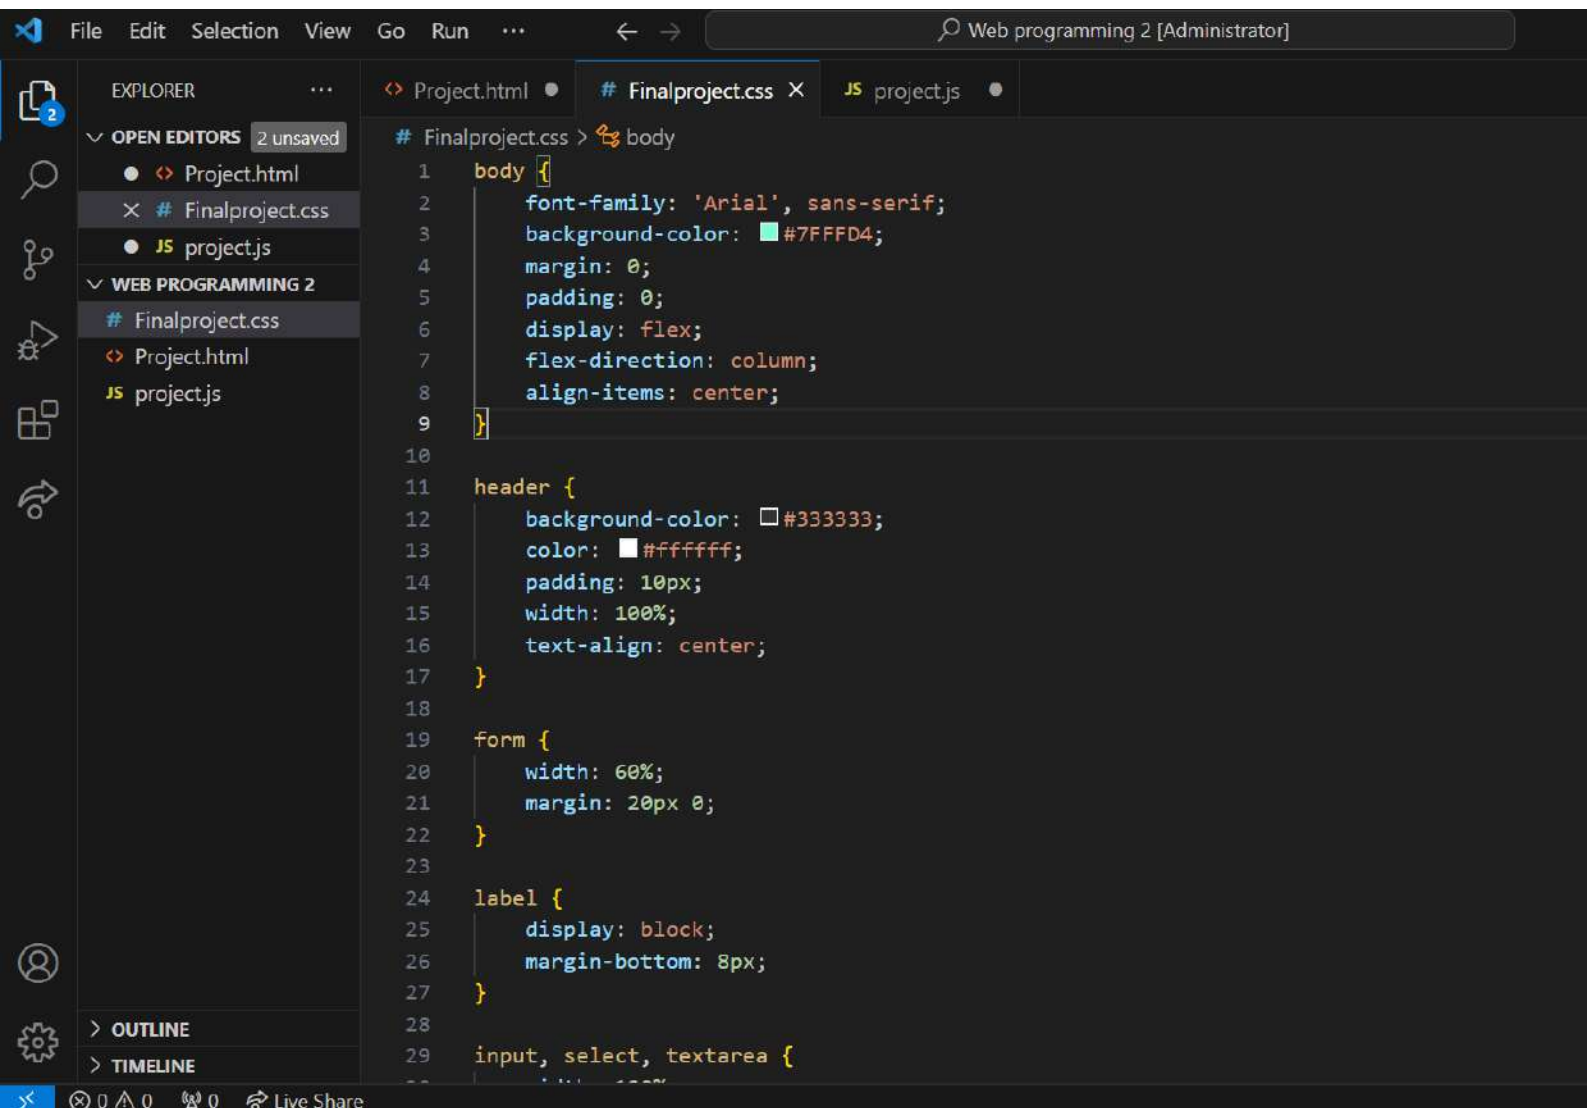 File Edit Selection View Go Run ··· ← → Web programming 2 [Administrator]
EXPLORER ···
2
OPEN EDITORS 2 unsaved
<> Project.html
# Finalproject.css
JS project.js
WEB PROGRAMMING 2
# Finalproject.css
<> Project.html
JS project.js
OUTLINE
TIMELINE
<> Project.html ● # Finalproject.css × JS project.js ●
# Finalproject.css > body
1 body {
2 font-family: 'Arial', sans-serif;
3 background-color: #7FFFD4;
4 margin: 0;
5 padding: 0;
6 display: flex;
7 flex-direction: column;
8 align-items: center;
9 }
10
11 header {
12 background-color: #333333;
13 color: #ffffff;
14 padding: 10px;
15 width: 100%;
16 text-align: center;
17 }
18
19 form {
20 width: 60%;
21 margin: 20px 0;
22 }
23
24 label {
25 display: block;
26 margin-bottom: 8px;
27 }
28
29 input, select, textarea {
0 0 0 Live Share